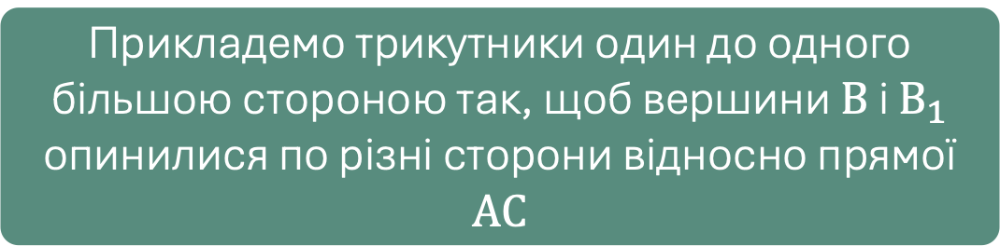 Прикладемо трикутники один до одного
більшою стороною так, щоб вершини B і B₁
опинилися по різні сторони відносно прямої
AC